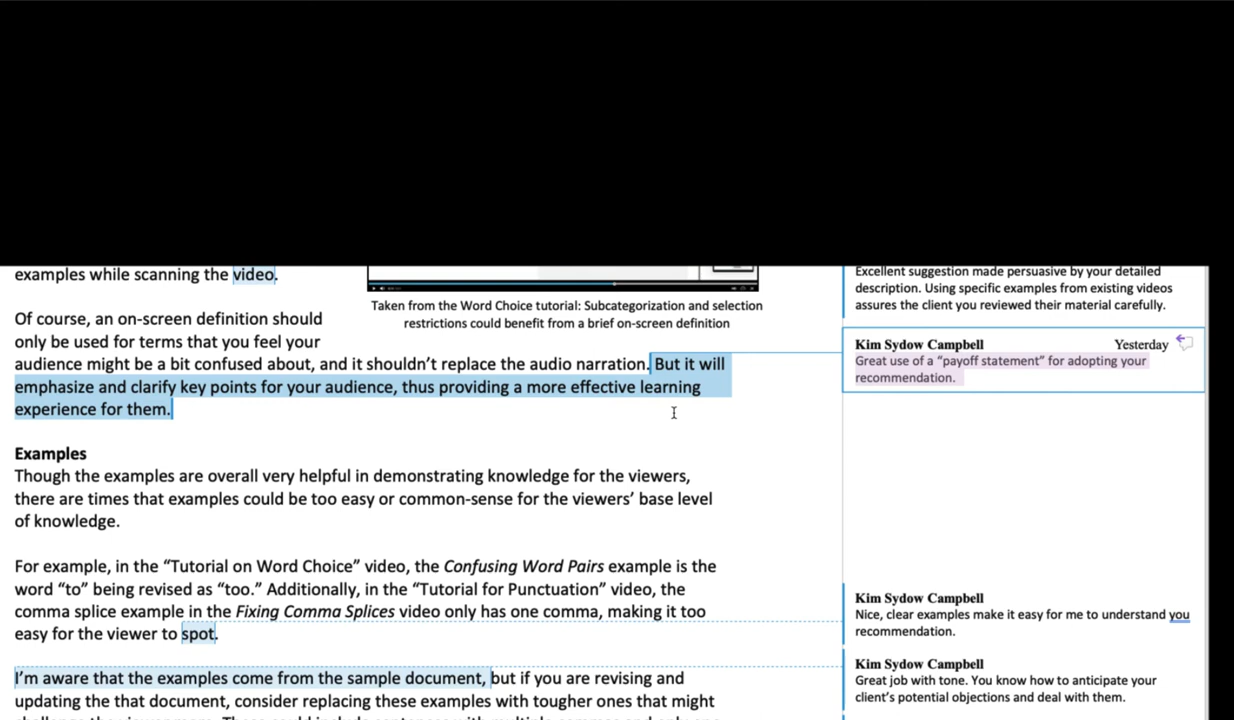 examples while scanning the video.
Taken from the Word Choice tutorial: Subcategorization and selection
restrictions could benefit from a brief on-screen definition
Of course, an on-screen definition should
only be used for terms that you feel your
audience might be a bit confused about, and it shouldn't replace the audio narration. But it will
emphasize and clarify key points for your audience, thus providing a more effective learning
experience for them.
Examples
Though the examples are overall very helpful in demonstrating knowledge for the viewers,
there are times that examples could be too easy or common-sense for the viewers' base level
of knowledge.
For example, in the “Tutorial on Word Choice” video, the Confusing Word Pairs example is the
word “to” being revised as “too.” Additionally, in the “Tutorial for Punctuation” video, the
comma splice example in the Fixing Comma Splices video only has one comma, making it too
easy for the viewer to spot.
I'm aware that the examples come from the sample document, but if you are revising and
updating the that document, consider replacing these examples with tougher ones that might
Excellent suggestion made persuasive by your detailed
description. Using specific examples from existing videos
assures the client you reviewed their material carefully.
Kim Sydow Campbell Yesterday
Great use of a “payoff statement” for adopting your
recommendation.
Kim Sydow Campbell
Nice, clear examples make it easy for me to understand you
recommendation.
Kim Sydow Campbell
Great job with tone. You know how to anticipate your
client's potential objections and deal with them.